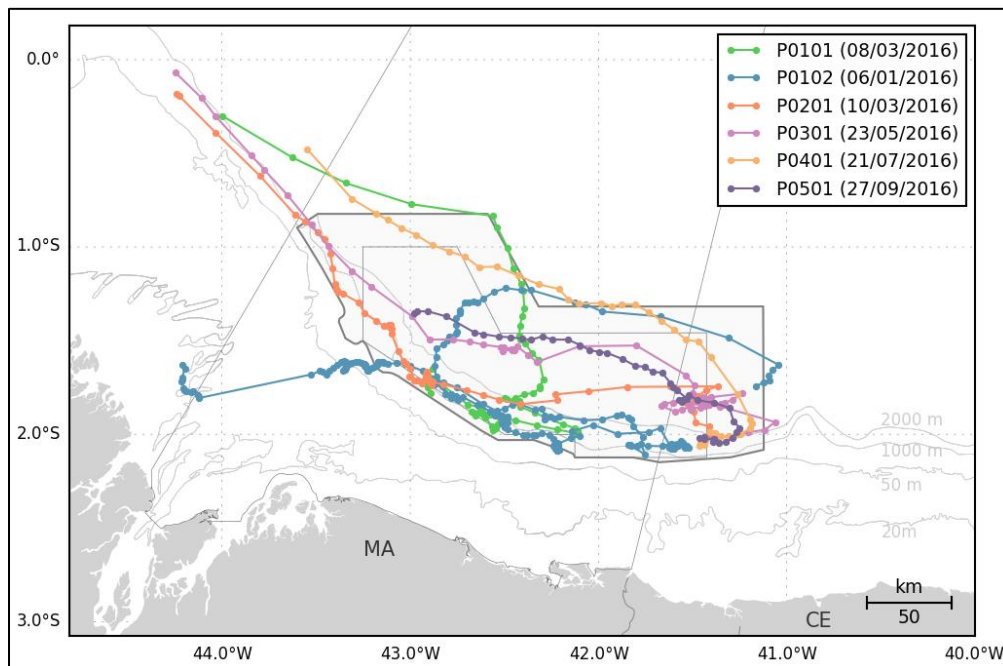 0.0°
1.0°S
2.0°S
3.0°S
P0101 (08/03/2016)
P0102 (06/01/2016)
P0201 (10/03/2016)
P0301 (23/05/2016)
P0401 (21/07/2016)
P0501 (27/09/2016)
2000 m
1000 m
50 m
20m
MA
km
50
CE
44.0°W
43.0°W
42.0°W
41.0°W
40.0°W